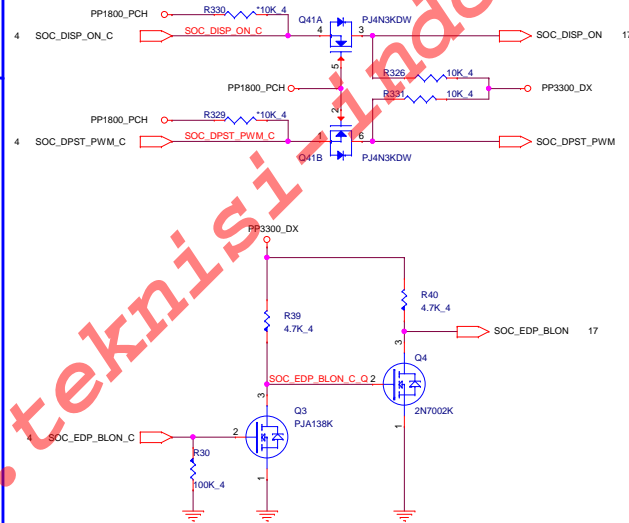 PP1800_PCH
R330
*10K_4
Q41A
PJ4N3KDW
4
SOC_DISP_ON_C
SOC_DISP_ON_C
4
3
SOC_DISP_ON
17
5
R326
10K_4
PP1800_PCH
PP3300_DX
R331
10K_4
2
PP1800_PCH
R329
*10K_4
4
SOC_DPST_PWM_C
SOC_DPST_PWM_C
1
6
SOC_DPST_PWM
Q41B
PJ4N3KDW
PP3300_DX
R39
4.7K_4
R40
4.7K_4
3
SOC_EDP_BLON
17
SOC_EDP_BLON_C_Q
2
Q4
2N7002K
1
3
Q3
PJA138K
4
SOC_EDP_BLON_C
2
R30
100K_4
1
.teknisi-indo